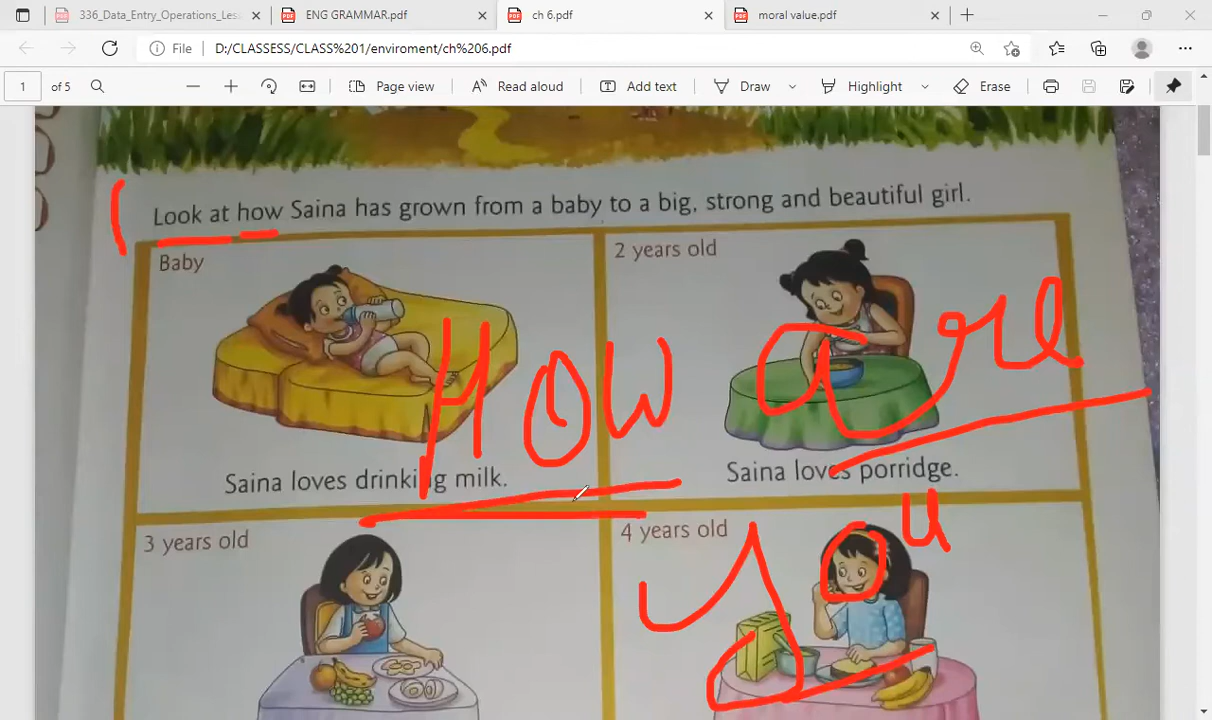 336_Data_Entry_Operations_Les
ENG GRAMMAR.pdf
ch 6.pdf
moral value.pdf
File D:/CLASSESS/CLASS%201/enviroment/ch%206.pdf
1 of 5 Page view Read aloud Add text Draw Highlight Erase
Look at how Saina has grown from a baby to a big, strong and beautiful girl.
Baby
2 years old
HOW are
Saina loves drinking milk.
Saina loves porridge.
3 years old
4 years old
you